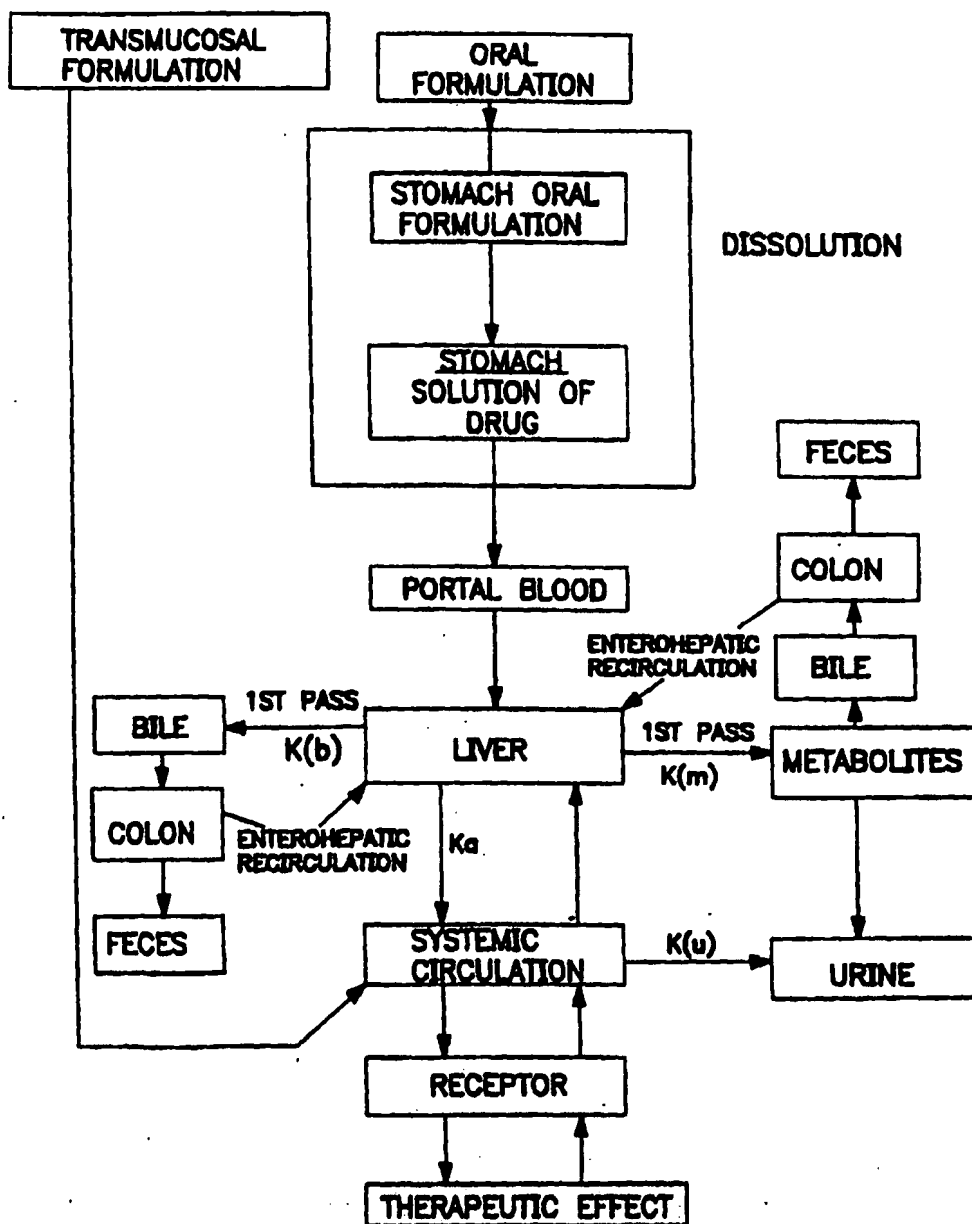 TRANSMUCOSAL
FORMULATION
ORAL
FORMULATION
STOMACH ORAL
FORMULATION
DISSOLUTION
STOMACH
SOLUTION OF
DRUG
FECES
COLON
PORTAL BLOOD
ENTEROHEPATIC
RECIRCULATION
BILE
1ST PASS
BILE
K(b)
LIVER
1ST PASS
K(m)
METABOLITES
COLON
ENTEROHEPATIC
RECIRCULATION
Ka
FECES
SYSTEMIC
CIRCULATION
K(u)
URINE
RECEPTOR
THERAPEUTIC EFFECT